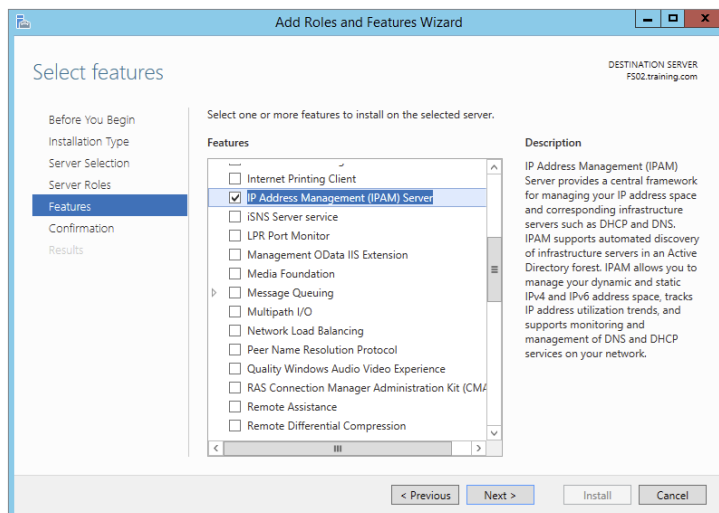 Add Roles and Features Wizard
Select features
DESTINATION SERVER
FS02.training.com
Before You Begin
Installation Type
Server Selection
Server Roles
Features
Confirmation
Results
Select one or more features to install on the selected server.
Features
Internet Printing Client
IP Address Management (IPAM) Server
iSNS Server service
LPR Port Monitor
Management OData IIS Extension
Media Foundation
Message Queuing
Multipath I/O
Network Load Balancing
Peer Name Resolution Protocol
Quality Windows Audio Video Experience
RAS Connection Manager Administration Kit (CMA
Remote Assistance
Remote Differential Compression
Description
IP Address Management (IPAM)
Server provides a central framework
for managing your IP address space
and corresponding infrastructure
servers such as DHCP and DNS.
IPAM supports automated discovery
of infrastructure servers in an Active
Directory forest. IPAM allows you to
manage your dynamic and static
IPv4 and IPv6 address space, tracks
IP address utilization trends, and
supports monitoring and
management of DNS and DHCP
services on your network.
< Previous
Next >
Install
Cancel